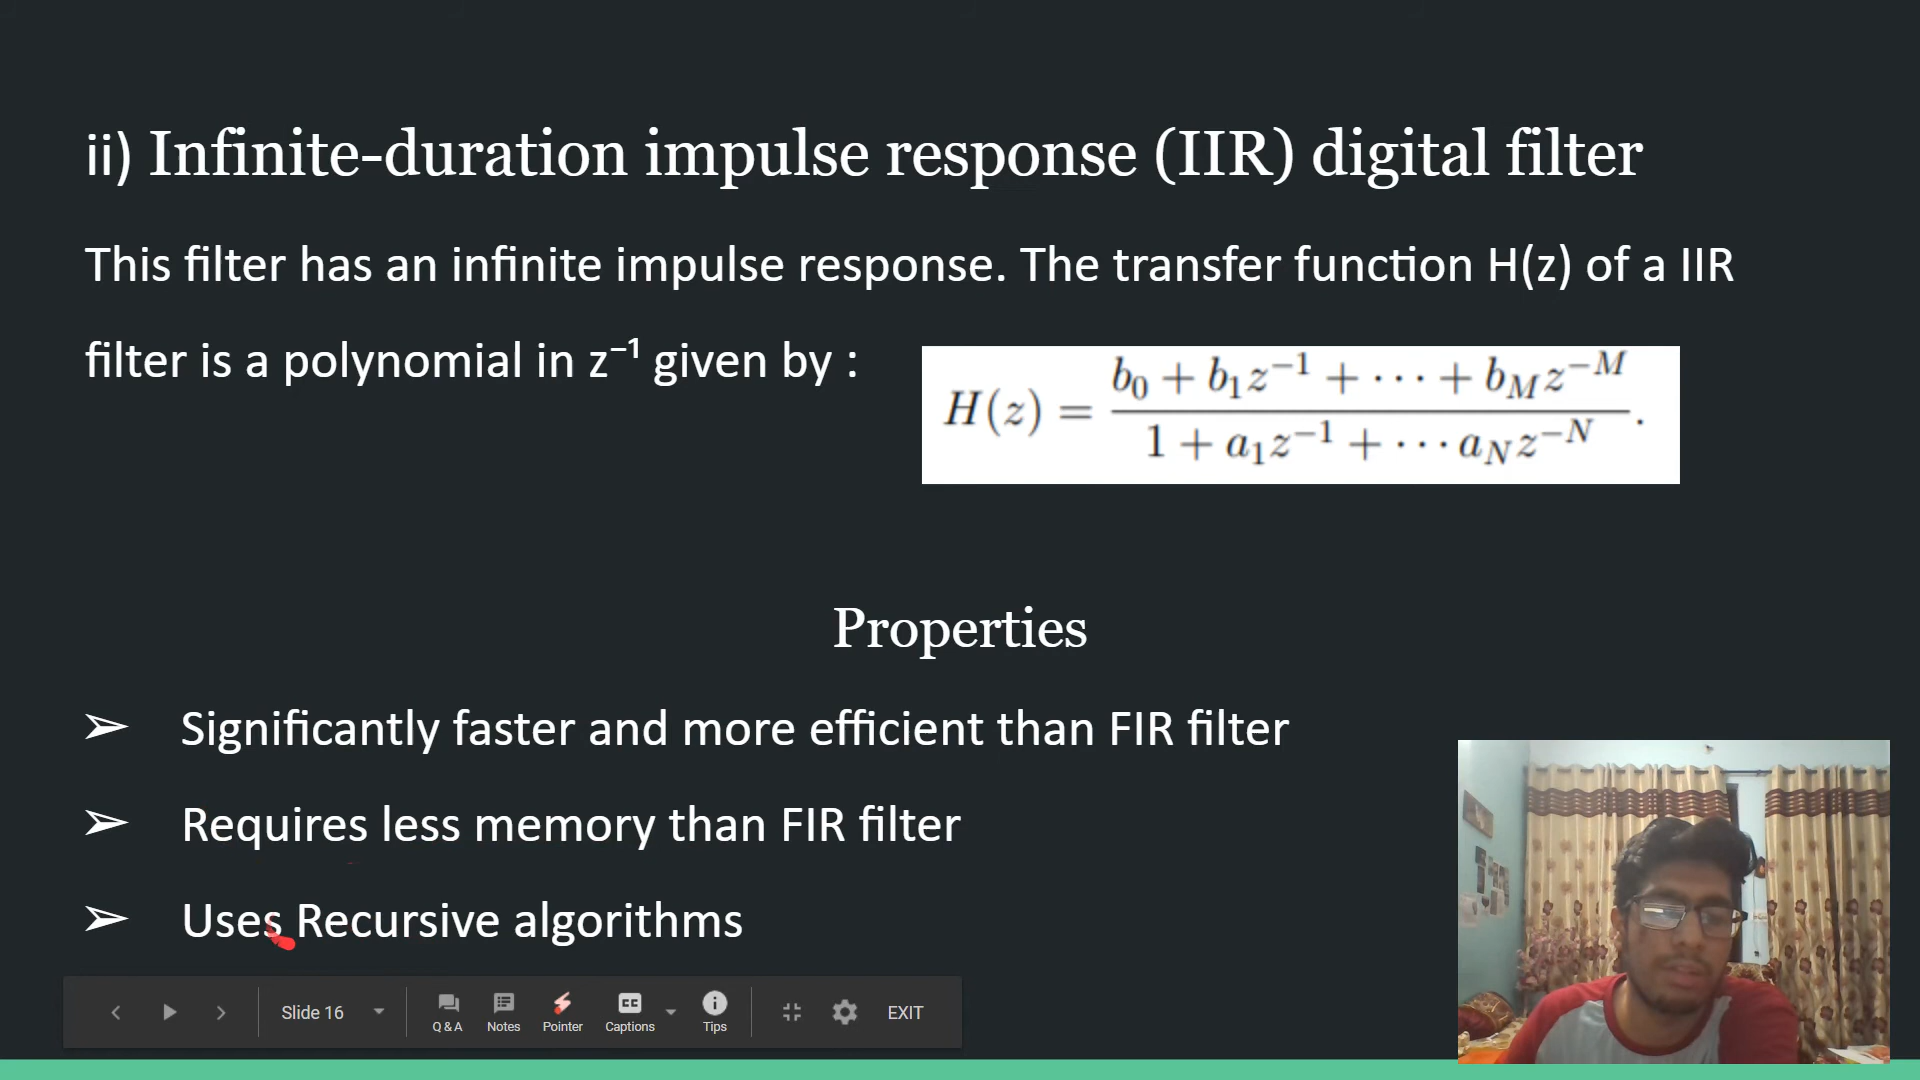 ii) Infinite-duration impulse response (IIR) digital filter
This filter has an infinite impulse response. The transfer function H(z) of a IIR
filter is a polynomial in z⁻¹ given by :
H(z) = (b₀ + b₁z⁻¹ + ··· + b_M z^{-M}) / (1 + a₁z⁻¹ + ··· a_N z^{-N}).
Properties
➢ Significantly faster and more efficient than FIR filter
➢ Requires less memory than FIR filter
➢ Uses Recursive algorithms
Slide 16 Q & A Notes Pointer CC Captions Tips EXIT